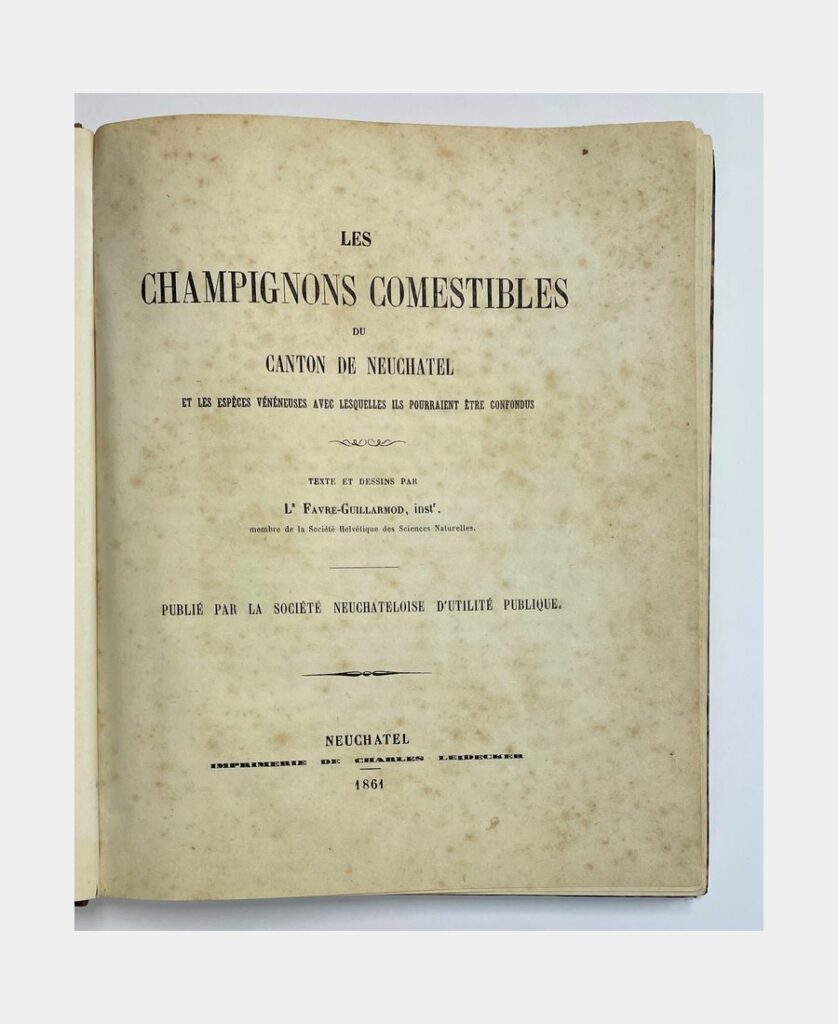 LES
CHAMPIGNONS COMESTIBLES
DU
CANTON DE NEUCHATEL
ET LES ESPÈCES VÉNÉNEUSES AVEC LESQUELLES ILS POURRAIENT ÊTRE CONFONDUS
TEXTE ET DESSINS PAR
Ls FAVRE-GUILLARMOD, instr.
membre de la Société Helvétique des Sciences Naturelles.
PUBLIÉ PAR LA SOCIÉTÉ NEUCHATELOISE D'UTILITÉ PUBLIQUE.
NEUCHATEL
IMPRIMERIE DE CHARLES LEIDECKER
1861